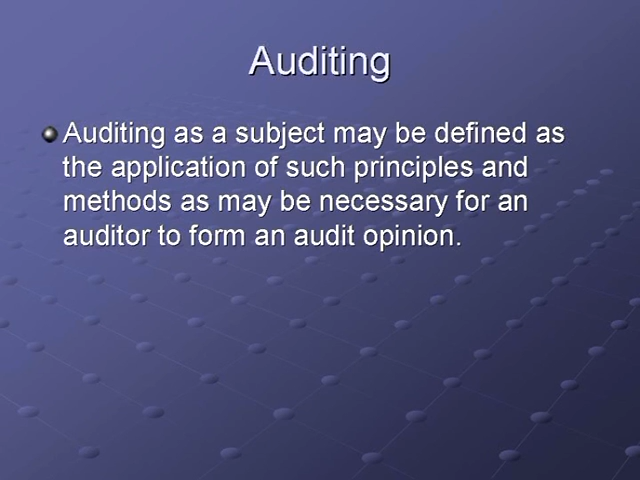 Auditing
Auditing as a subject may be defined as
the application of such principles and
methods as may be necessary for an
auditor to form an audit opinion.